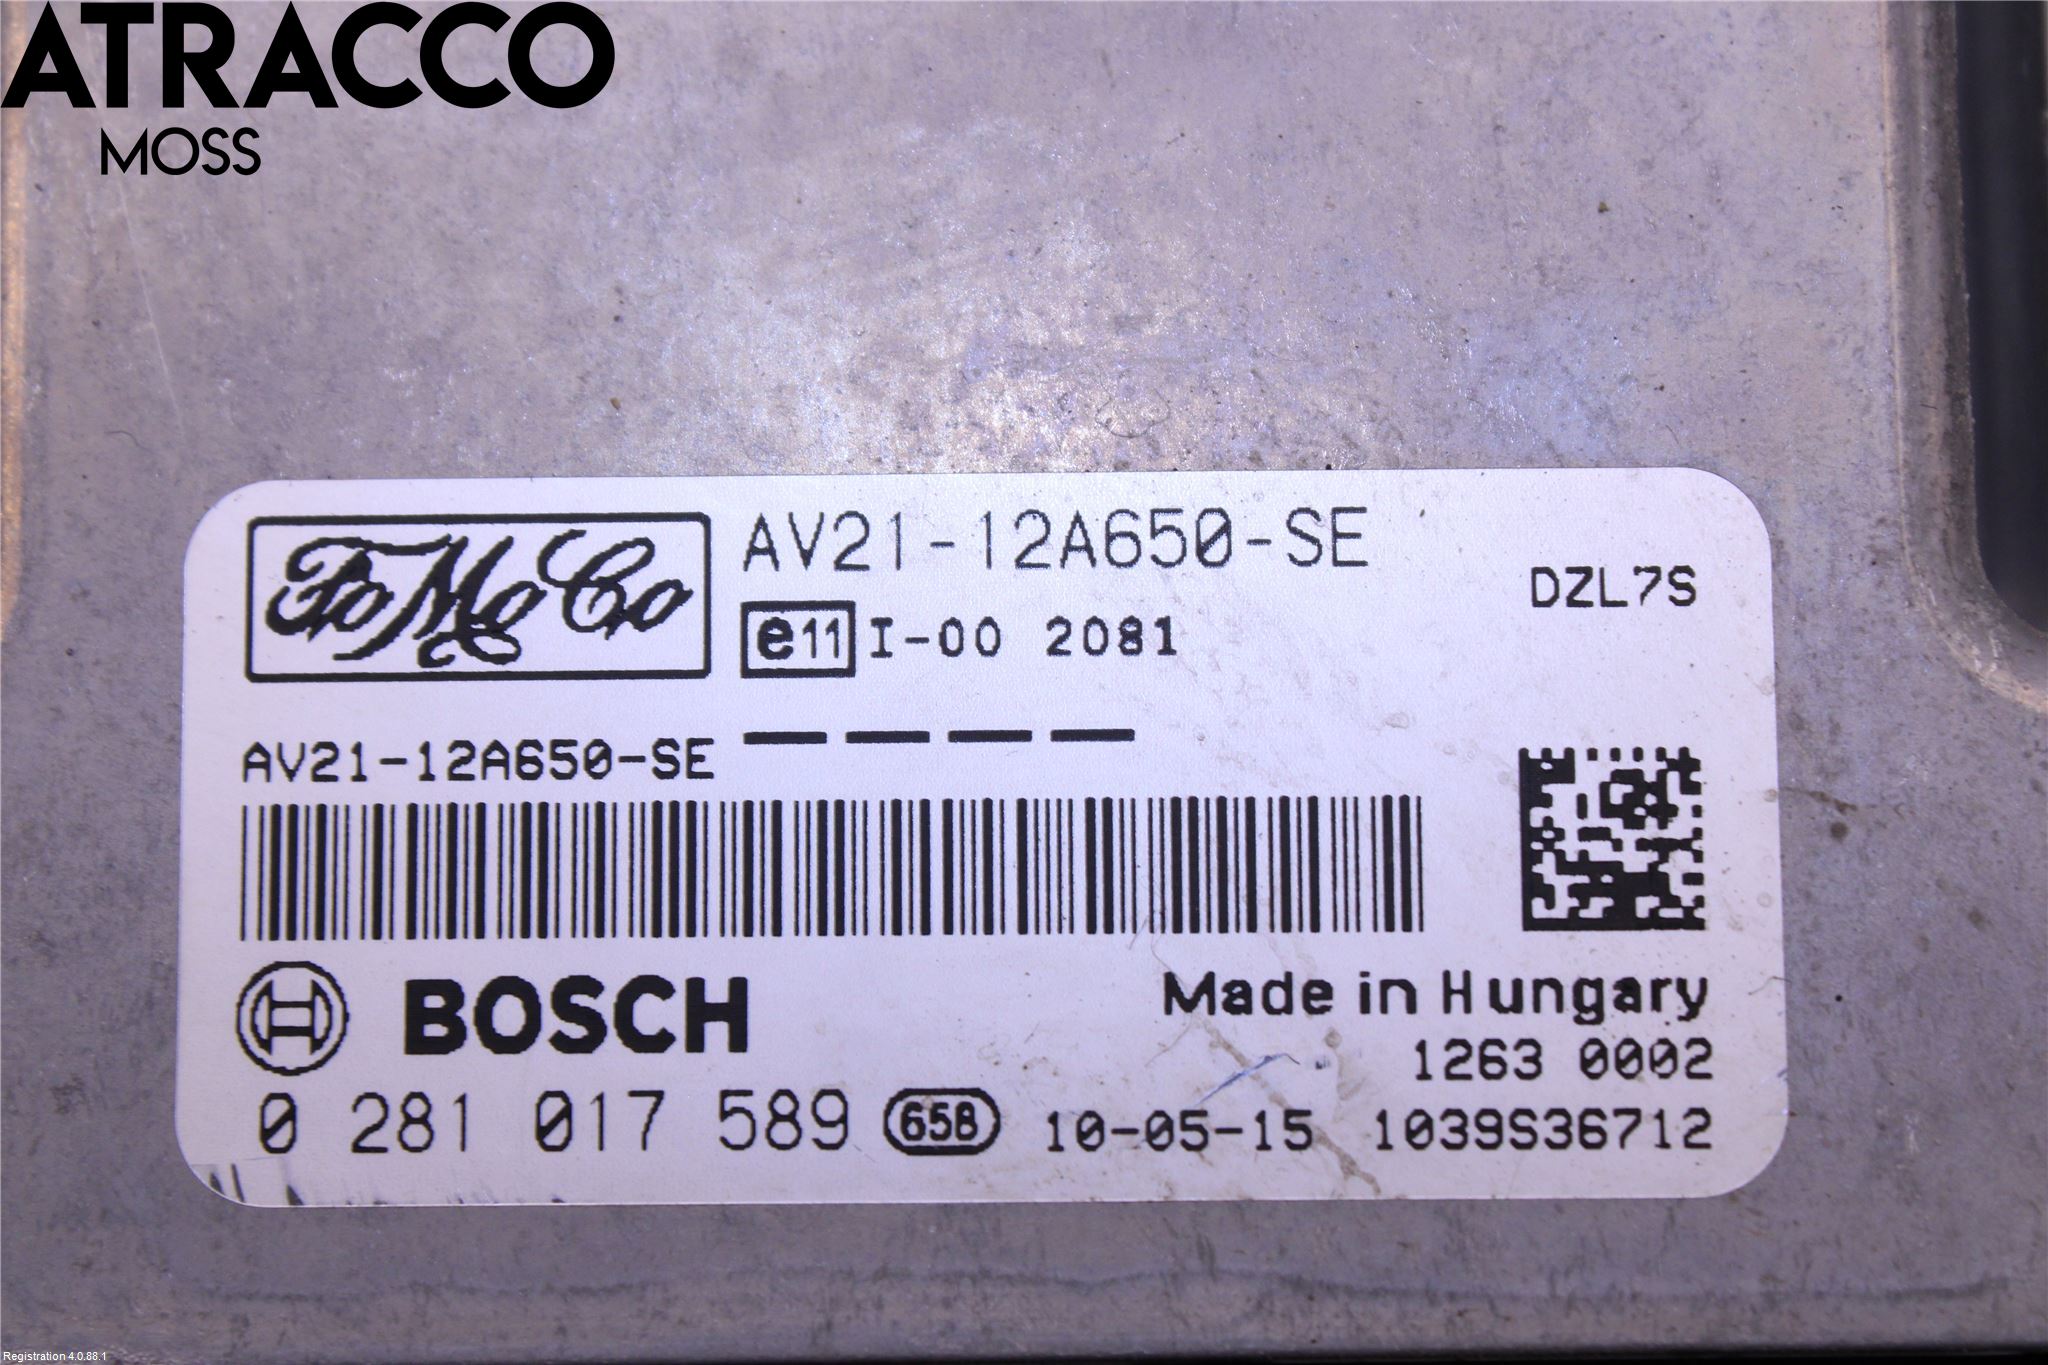 ATRACCO
MOSS
FoMoCo
AV21-12A650-SE
DZL7S
e11 I-00 2081
AV21-12A650-SE
BOSCH
Made in Hungary
1263 0002
0 281 017 589 65B 10-05-15 1039S36712
Registration 4.0.88.1